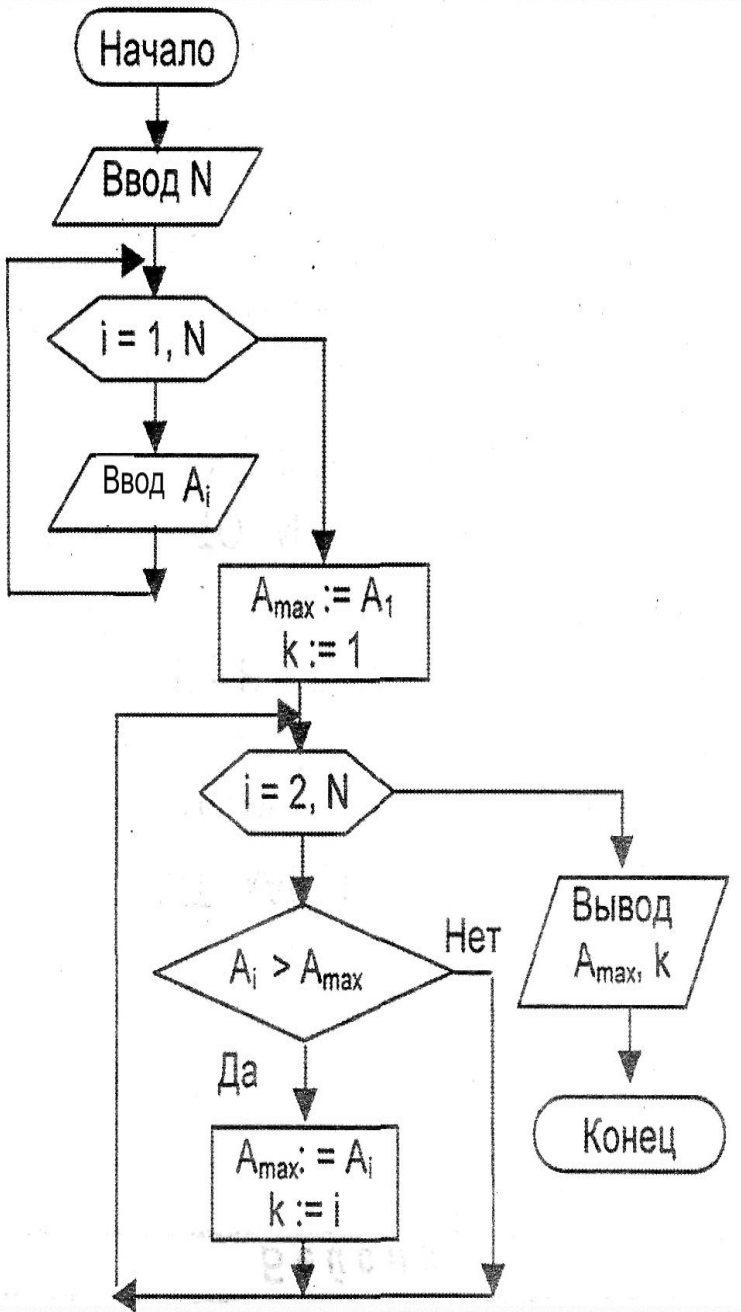 Начало
Ввод N
i = 1, N
Ввод Ai
Amax := A1
k := 1
i = 2, N
Ai > Amax
Нет
Да
Amax: = Ai
k := i
Вывод
Amax, k
Конец